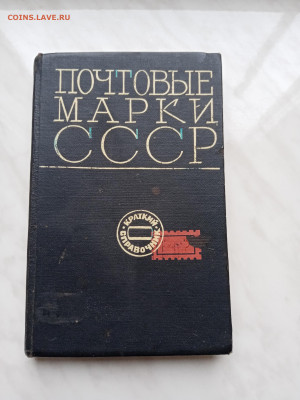 COINS.LAVE.RU
ПОЧТОВЫЕ
МАРКИ
СССР
КРАТКИЙ
СПРАВОЧНИК